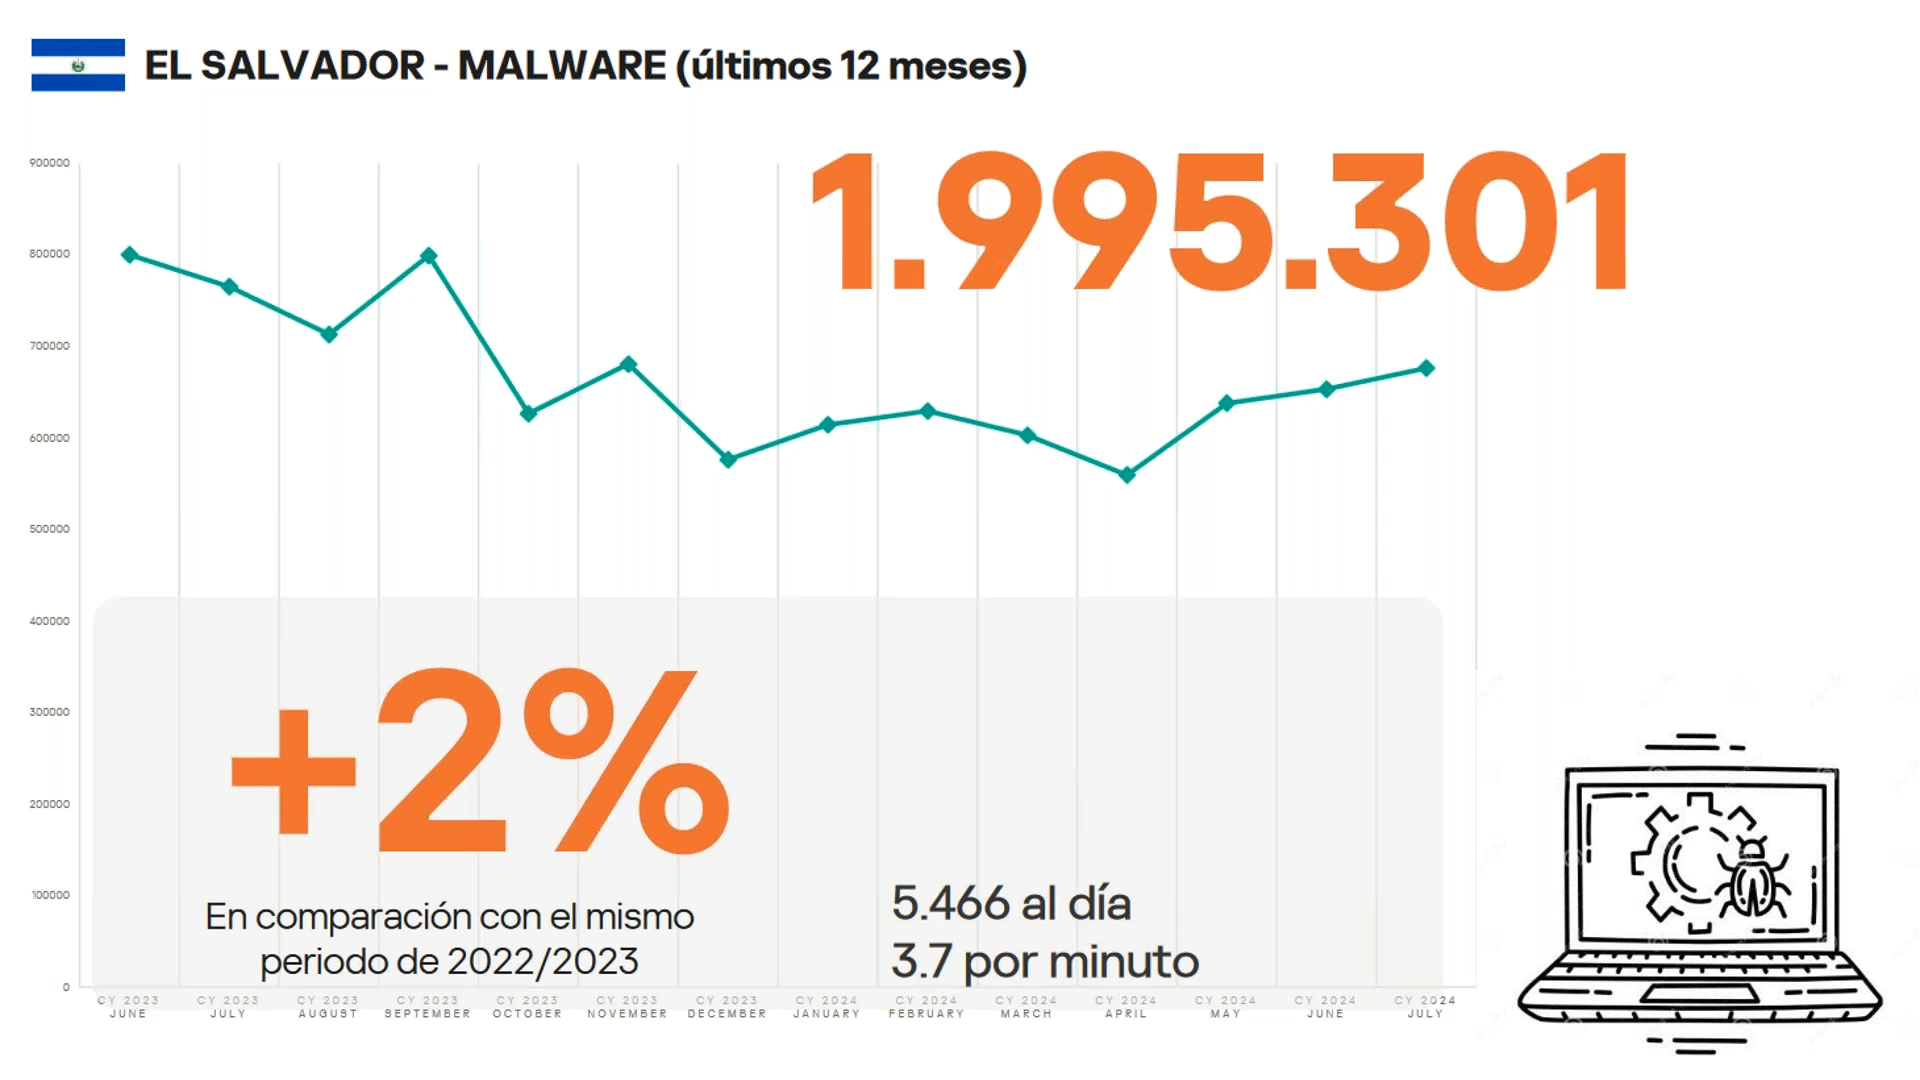 EL SALVADOR - MALWARE (últimos 12 meses)
1.995.301
900000
800000
700000
600000
500000
400000
300000
200000
100000
0
+2%
En comparación con el mismo
periodo de 2022/2023
5.466 al día
3.7 por minuto
CY 2023 CY 2023 CY 2023 CY 2023 CY 2023 CY 2023 CY 2023 CY 2024 CY 2024 CY 2024 CY 2024 CY 2024 CY 2024 CY 2024
JUNE JULY AUGUST SEPTEMBER OCTOBER NOVEMBER DECEMBER JANUARY FEBRUARY MARCH APRIL MAY JUNE JULY